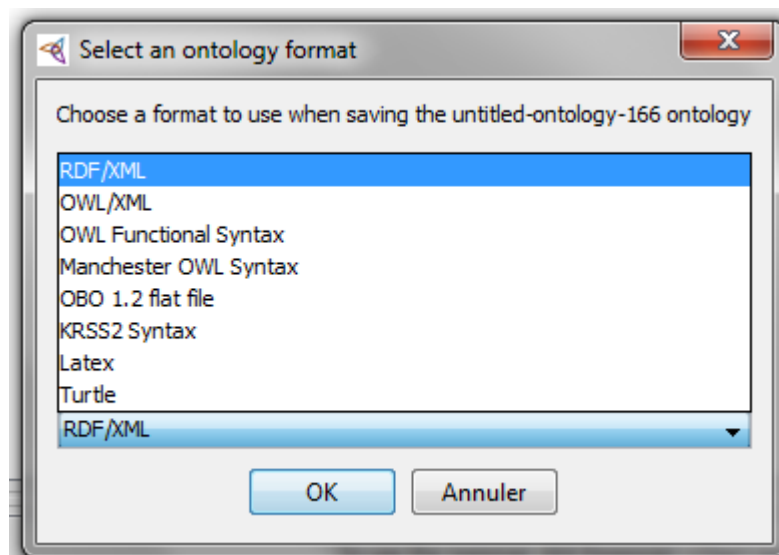 Select an ontology format
Choose a format to use when saving the untitled-ontology-166 ontology
RDF/XML
OWL/XML
OWL Functional Syntax
Manchester OWL Syntax
OBO 1.2 flat file
KRSS2 Syntax
Latex
Turtle
RDF/XML
OK Annuler